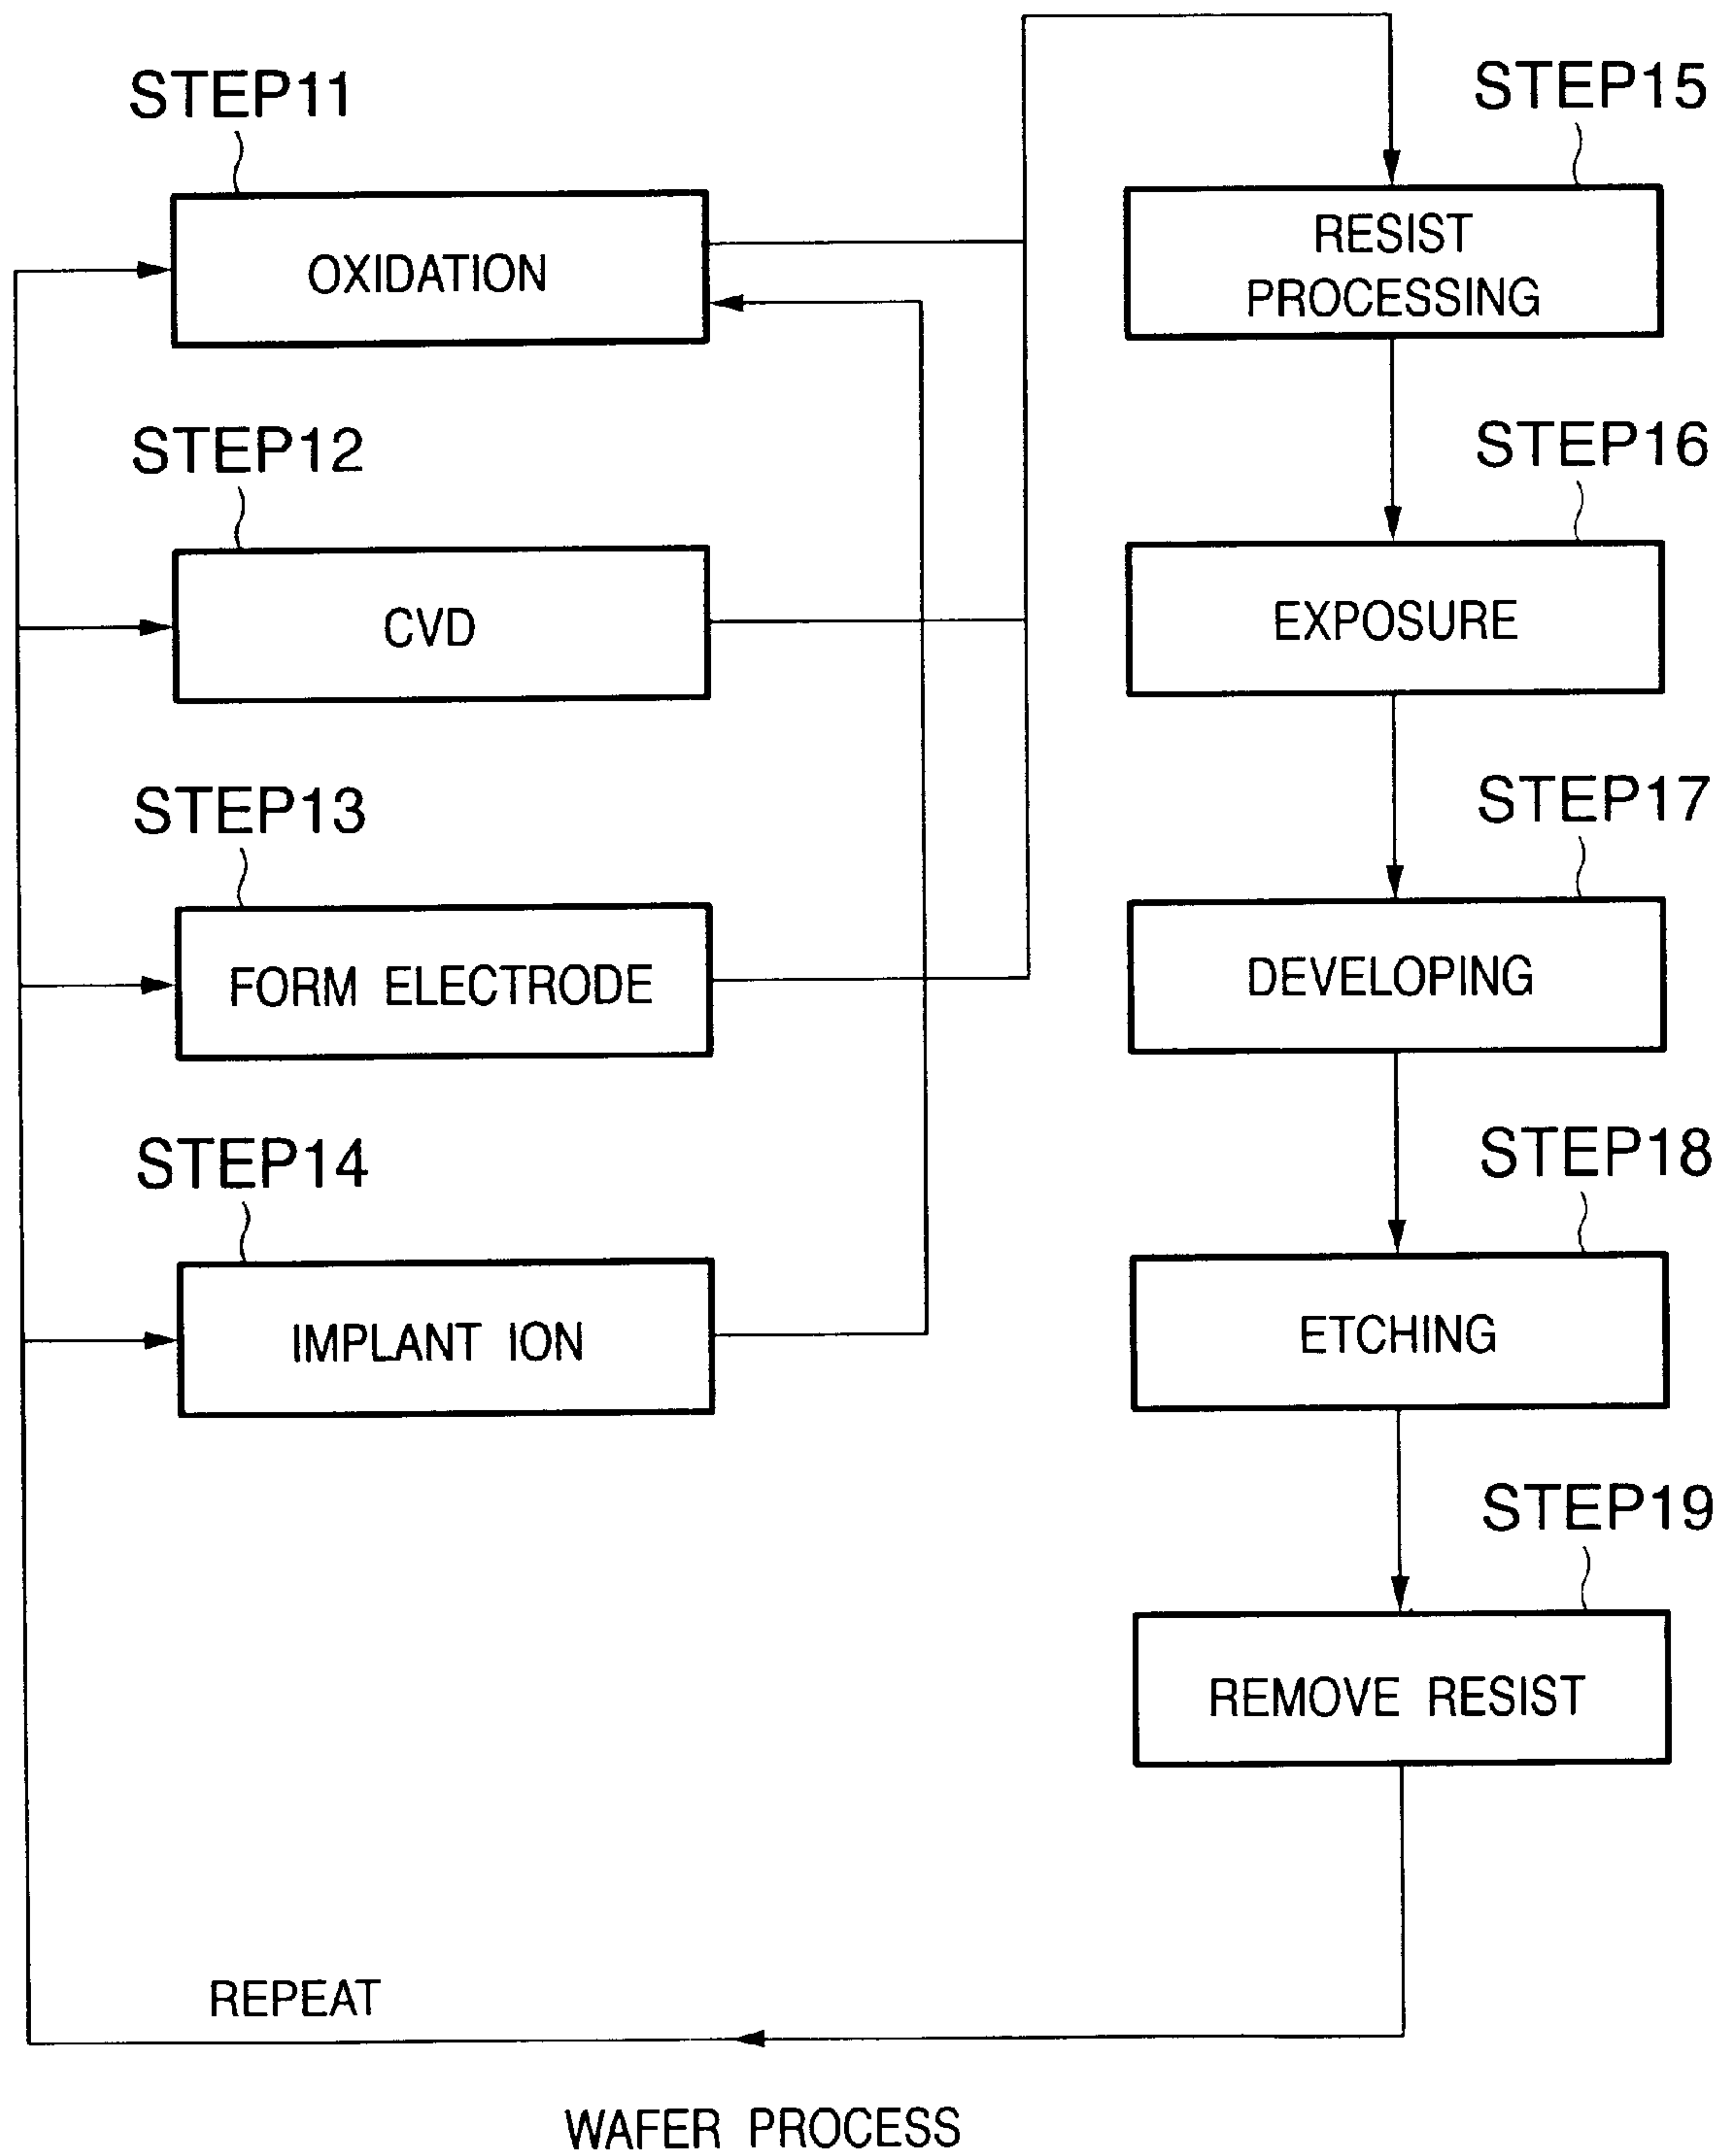 STEP11
OXIDATION
STEP12
CVD
STEP13
FORM ELECTRODE
STEP14
IMPLANT ION
STEP15
RESIST
PROCESSING
STEP16
EXPOSURE
STEP17
DEVELOPING
STEP18
ETCHING
STEP19
REMOVE RESIST
REPEAT
WAFER PROCESS